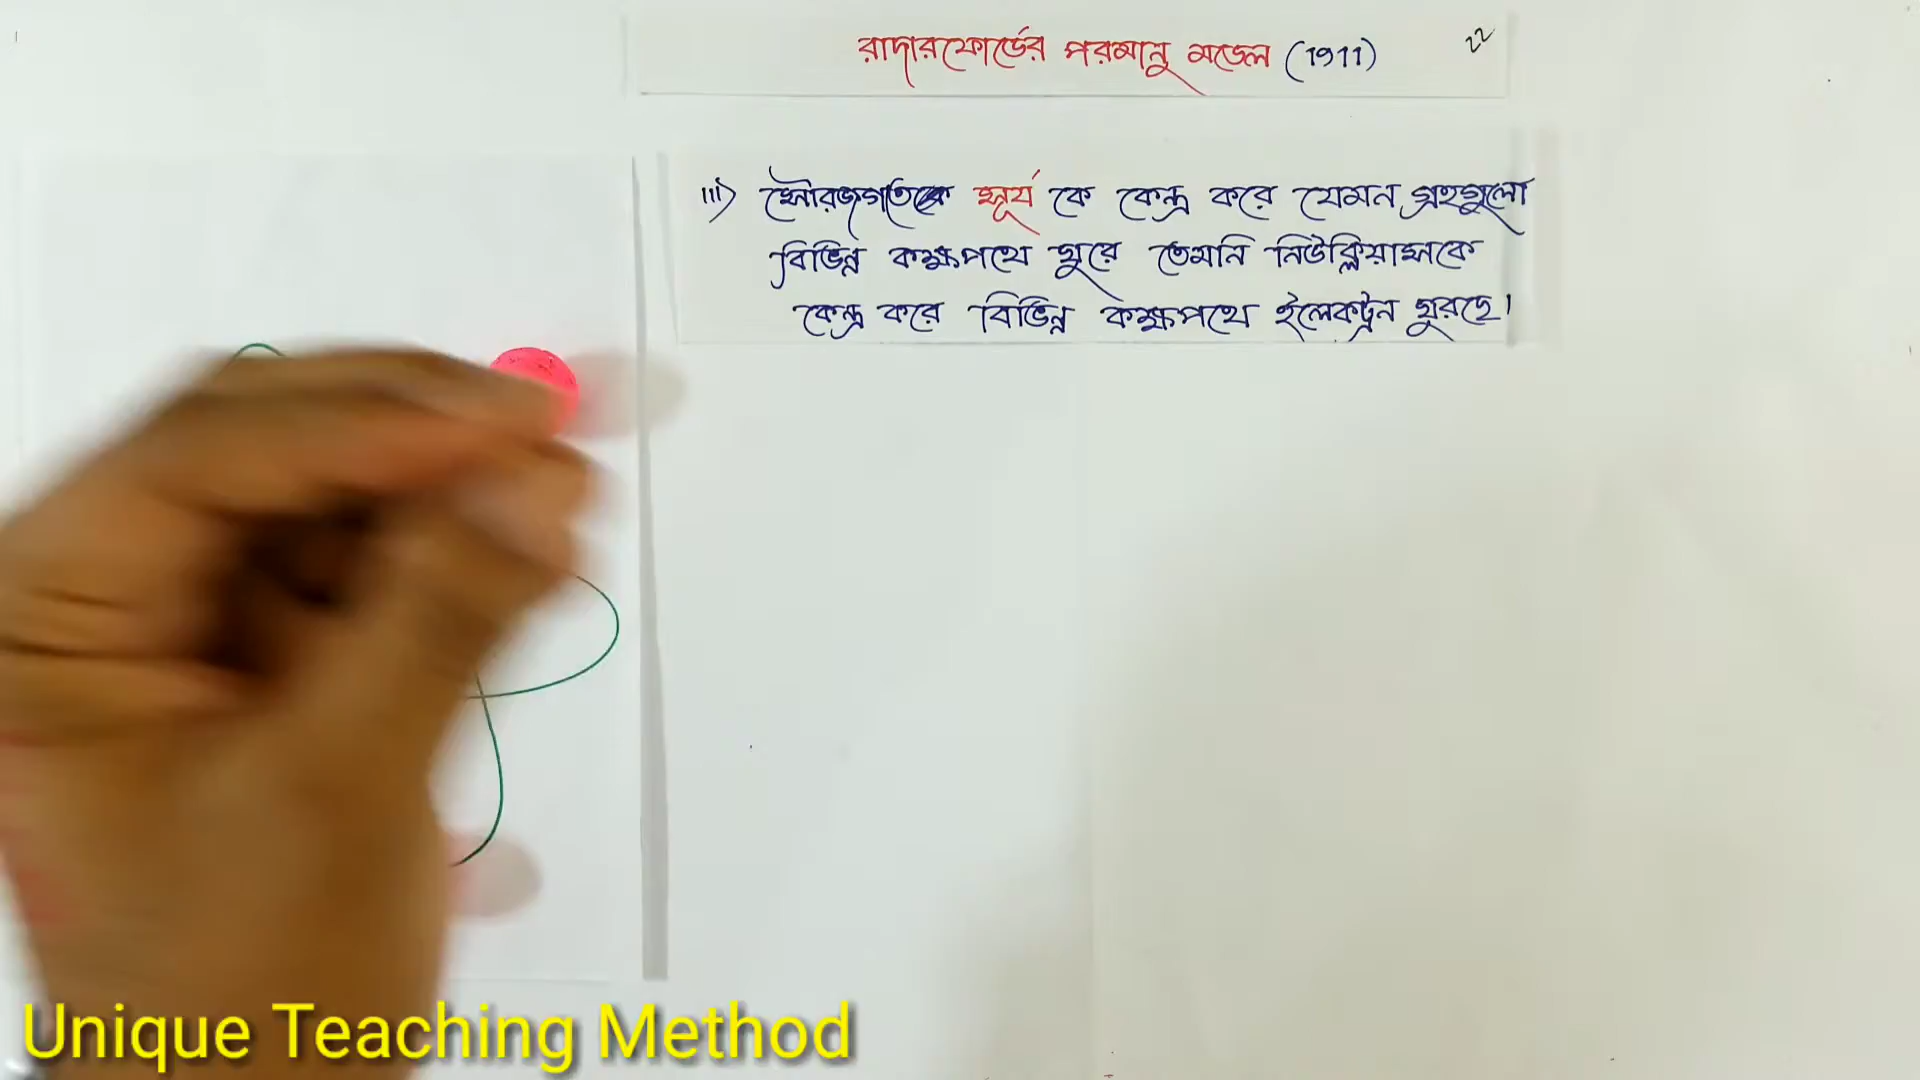 রাদারফোর্ডের পরমানু মডেল (1911)
22
iii) সৌরজগতকে সূর্য কে কেন্দ্র করে যেমন গ্রহগুলো
বিভিন্ন কক্ষপথে ঘুরে তেমনি নিউক্লিয়াসকে
কেন্দ্র করে বিভিন্ন কক্ষপথে ইলেকট্রন ঘুরছে।
Unique Teaching Method